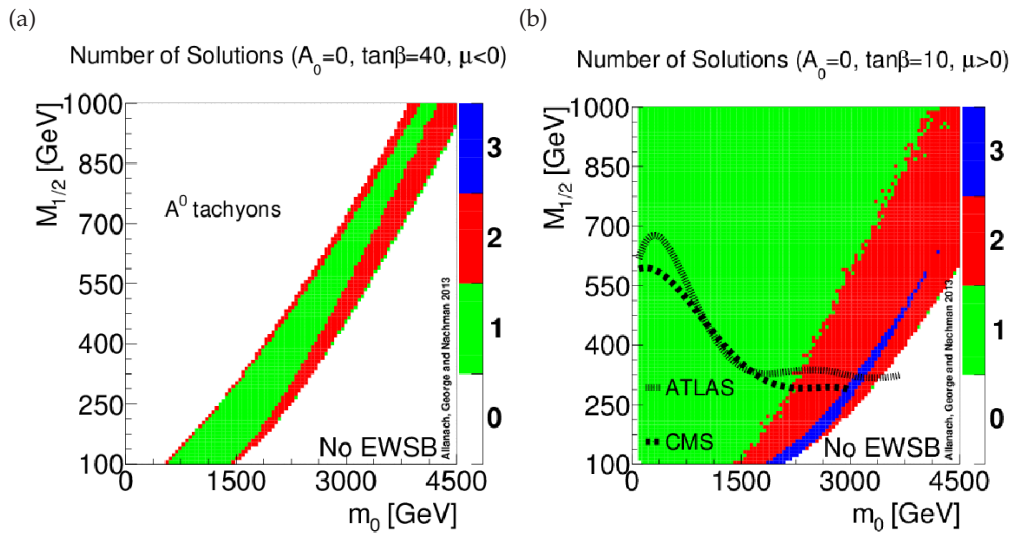 (a)
Number of Solutions (A₀=0, tanβ=40, μ<0)
M₁/₂ [GeV]
1000
850
700
550
400
250
100
A⁰ tachyons
No EWSB
Allanach, George and Nachman 2013
3
2
1
0
0
1500
3000
4500
m₀ [GeV]
(b)
Number of Solutions (A₀=0, tanβ=10, μ>0)
M₁/₂ [GeV]
1000
850
700
550
400
250
100
ATLAS
CMS
No EWSB
Allanach, George and Nachman 2013
3
2
1
0
0
1500
3000
4500
m₀ [GeV]